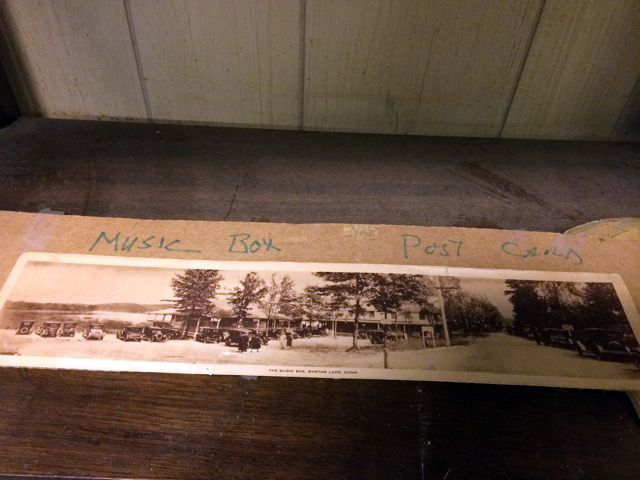 Music Box Post Card
THE MUSIC BOX, BANTAM LAKE, CONN.